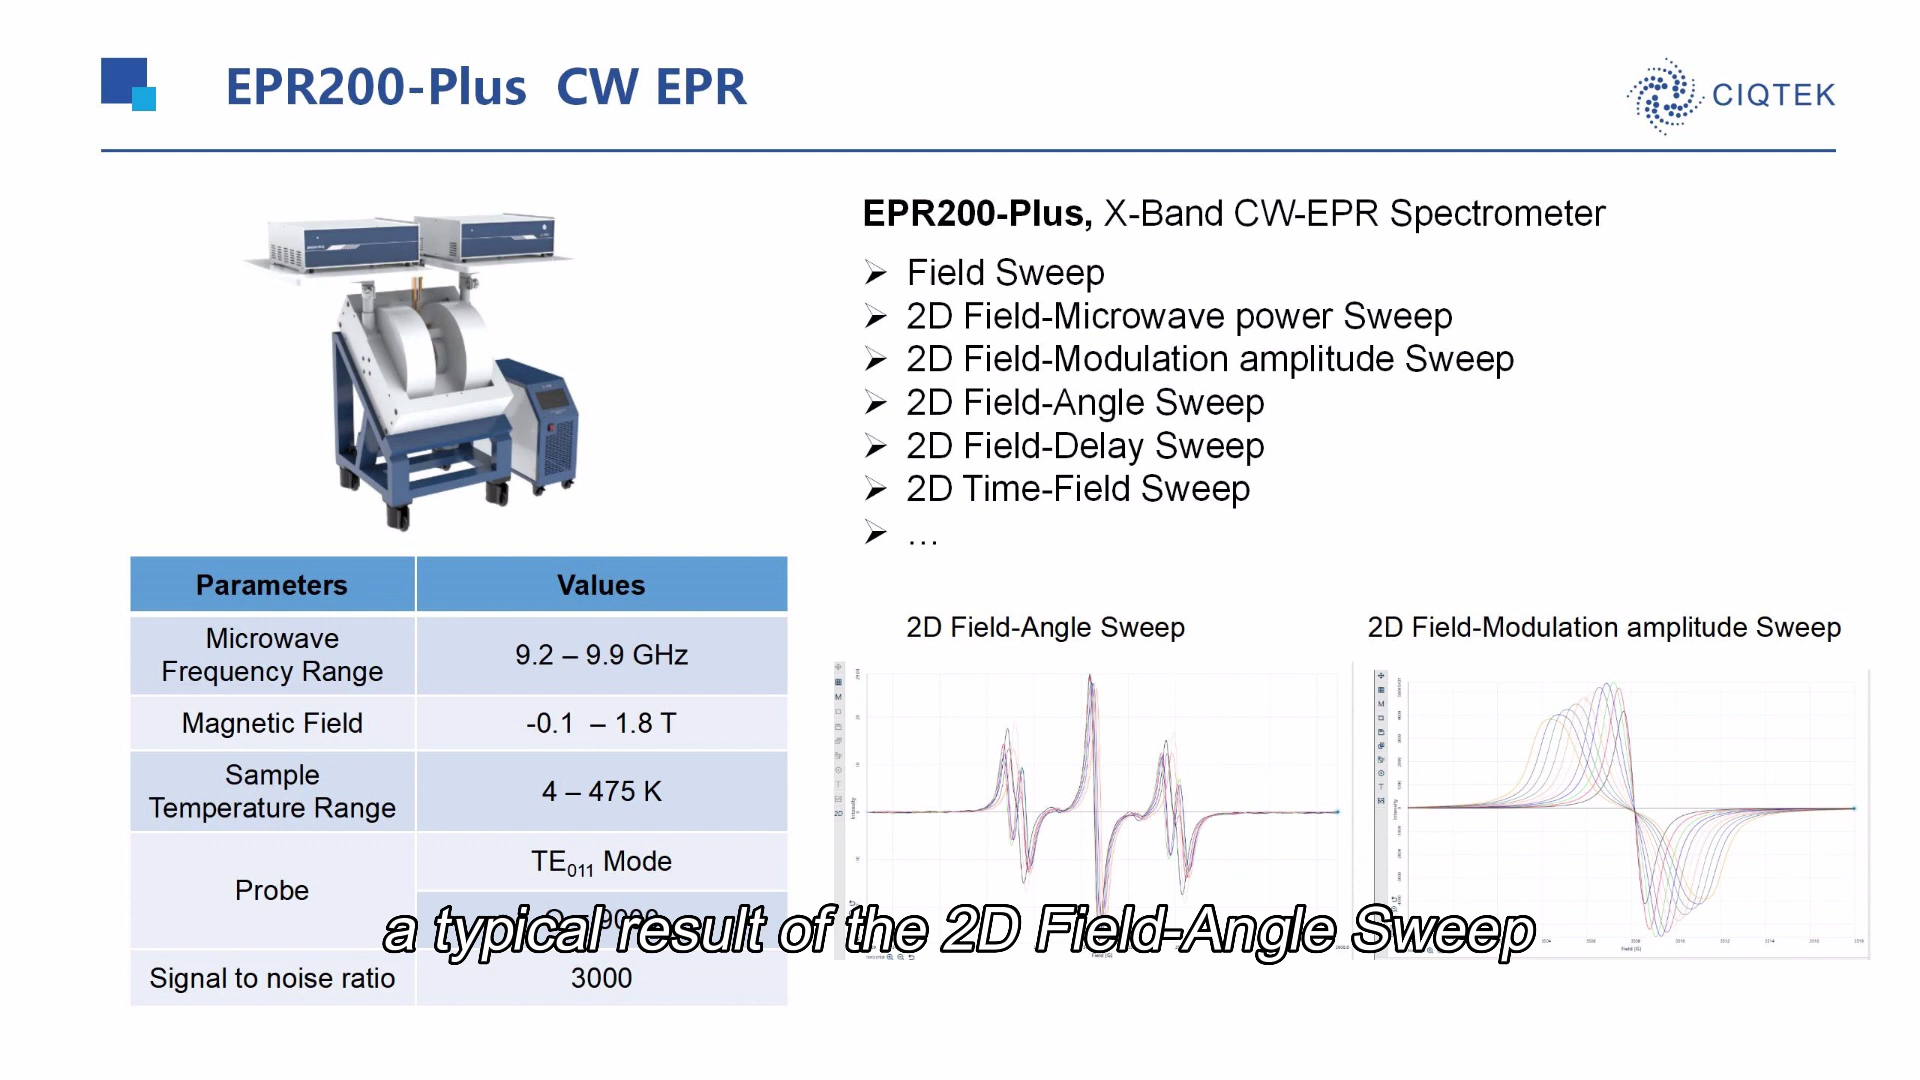 EPR200-Plus CW EPR
CIQTEK
EPR200-Plus, X-Band CW-EPR Spectrometer
➢ Field Sweep
➢ 2D Field-Microwave power Sweep
➢ 2D Field-Modulation amplitude Sweep
➢ 2D Field-Angle Sweep
➢ 2D Field-Delay Sweep
➢ 2D Time-Field Sweep
➢ ...
Parameters Values
Microwave
Frequency Range
9.2 – 9.9 GHz
Magnetic Field -0.1 – 1.8 T
Sample
Temperature Range
4 – 475 K
Probe
TE011 Mode
Signal to noise ratio 3000
2D Field-Angle Sweep
2D Field-Modulation amplitude Sweep
a typical result of the 2D Field-Angle Sweep